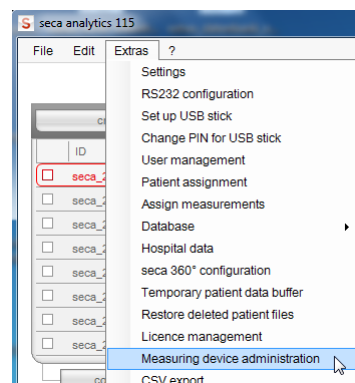 S seca analytics 115
File Edit Extras ?
Settings
RS232 configuration
Set up USB stick
Change PIN for USB stick
ID
User management
Patient assignment
seca_2
Assign measurements
seca_2
Database
seca_2
Hospital data
seca_2
seca 360° configuration
seca_2
Temporary patient data buffer
seca_2
Restore deleted patient files
seca_2
Licence management
seca_2
Measuring device administration
CSV export